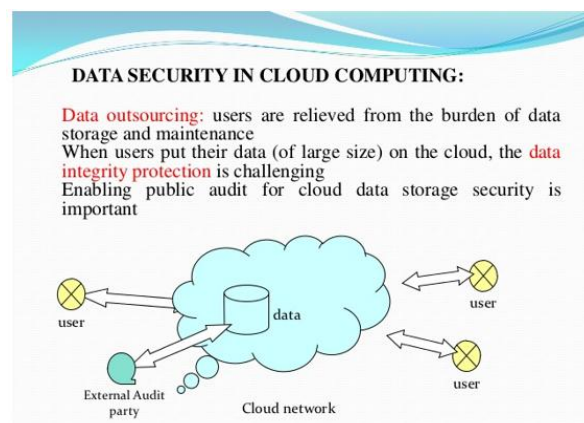 DATA SECURITY IN CLOUD COMPUTING:
Data outsourcing: users are relieved from the burden of data
storage and maintenance
When users put their data (of large size) on the cloud, the data
integrity protection is challenging
Enabling public audit for cloud data storage security is
important
user
data
user
user
External Audit
party
Cloud network